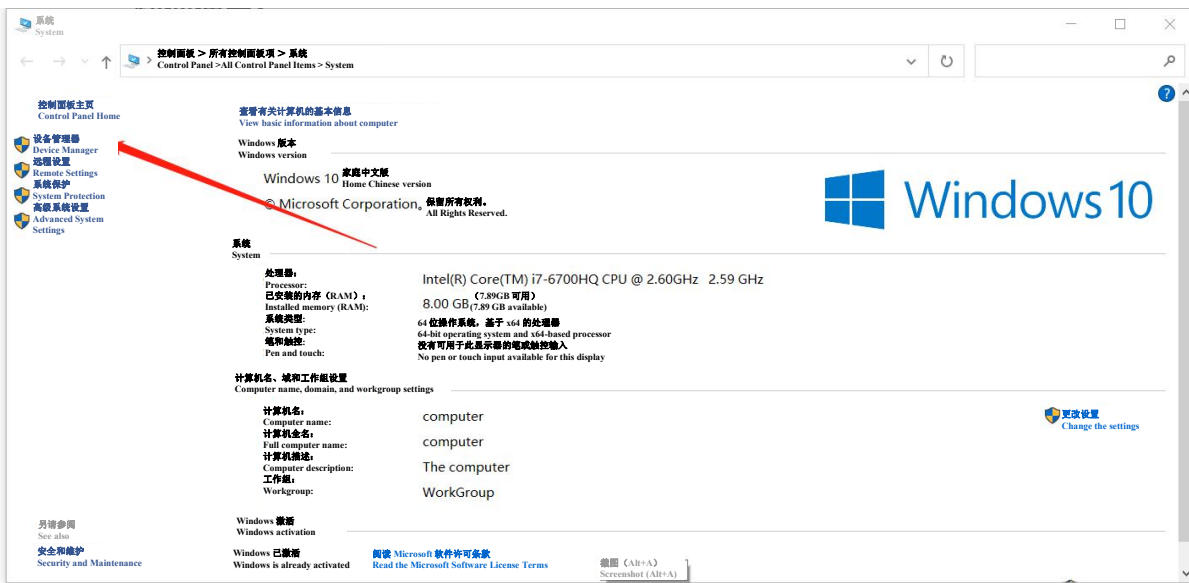 系统
System
控制面板 > 所有控制面板项 > 系统
Control Panel >All Control Panel Items > System
控制面板主页
Control Panel Home
设备管理器
Device Manager
远程设置
Remote Settings
系统保护
System Protection
高级系统设置
Advanced System
Settings
查看有关计算机的基本信息
View basic information about computer
Windows 版本
Windows version
Windows 10 家庭中文版
Home Chinese version
© Microsoft Corporation。 保留所有权利。
All Rights Reserved.
Windows 10
系统
System
处理器:
Processor:
Intel(R) Core(TM) i7-6700HQ CPU @ 2.60GHz 2.59 GHz
已安装的内存（RAM）:
Installed memory (RAM):
8.00 GB (7.89GB 可用)
(7.89 GB available)
系统类型:
System type:
64 位操作系统，基于 x64 的处理器
64-bit operating system and x64-based processor
笔和触控:
Pen and touch:
没有可用于此显示器的笔或触控输入
No pen or touch input available for this display
计算机名、域和工作组设置
Computer name, domain, and workgroup settings
计算机名:
Computer name:
computer
计算机全名:
Full computer name:
computer
计算机描述:
Computer description:
The computer
工作组:
Workgroup:
WorkGroup
更改设置
Change the settings
另请参阅
See also
安全和维护
Security and Maintenance
Windows 激活
Windows activation
Windows 已激活 阅读 Microsoft 软件许可条款
Windows is already activated Read the Microsoft Software License Terms
截图（Alt+A）
Screenshot (Alt+A)